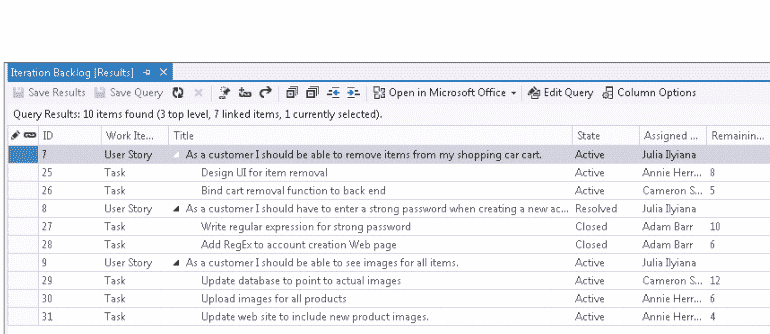 Iteration Backlog [Results]
Save Results Save Query Open in Microsoft Office Edit Query Column Options
Query Results: 10 items found (3 top level, 7 linked items, 1 currently selected).
ID Work Ite... Title State Assigned ... Remainin...
7 User Story As a customer I should be able to remove items from my shopping car cart. Active Julia Ilyiana
25 Task Design UI for item removal Active Annie Herr... 8
26 Task Bind cart removal function to back end Active Cameron S... 5
8 User Story As a customer I should have to enter a strong password when creating a new ac... Resolved Julia Ilyiana
27 Task Write regular expression for strong password Closed Adam Barr 10
28 Task Add RegEx to account creation Web page Closed Adam Barr 6
9 User Story As a customer I should be able to see images for all items. Active Julia Ilyiana
29 Task Update database to point to actual images Active Cameron S... 12
30 Task Upload images for all products Active Annie Herr... 6
31 Task Update web site to include new product images. Active Annie Herr... 4